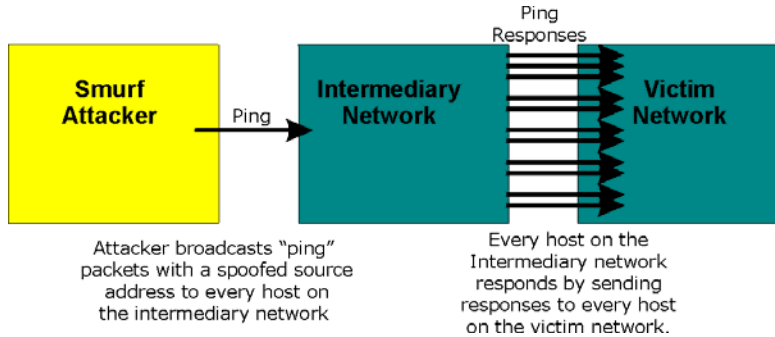 Ping
Responses
Smurf
Attacker
Ping
Intermediary
Network
Victim
Network
Attacker broadcasts “ping”
packets with a spoofed source
address to every host on
the intermediary network
Every host on the
Intermediary network
responds by sending
responses to every host
on the victim network.